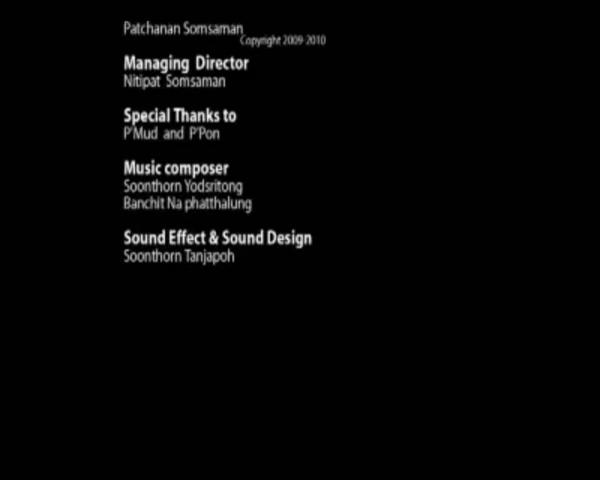 Patchanan Somsaman
Copyright 2009-2010
Managing Director
Nitipat Somsaman
Special Thanks to
P'Mud and P'Pon
Music composer
Soonthorn Yodsritong
Banchit Na phatthalung
Sound Effect & Sound Design
Soonthorn Tanjapoh